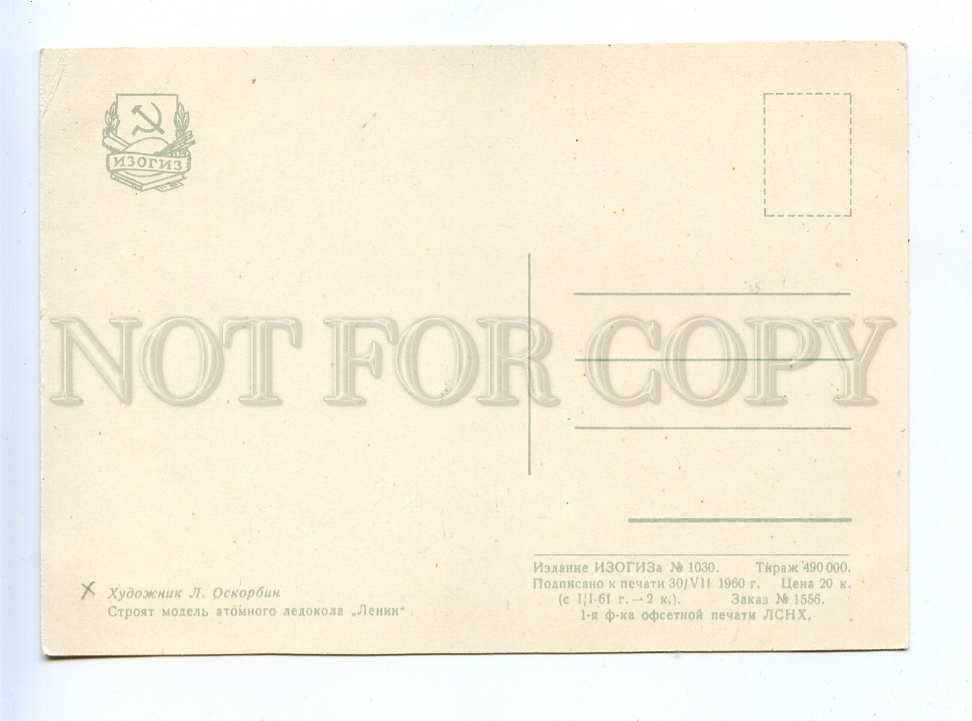 ИЗОГИЗ
NOT FOR COPY
Художник Л. Оскорбин
Строят модель атомного ледокола „Ленин“
Издание ИЗОГИЗа № 1030. Тираж 490 000.
Подписано к печати 30/VII 1960 г. Цена 20 к.
(с 1/I-61 г.—2 к.). Заказ № 1556.
1-я ф-ка офсетной печати ЛСНХ.